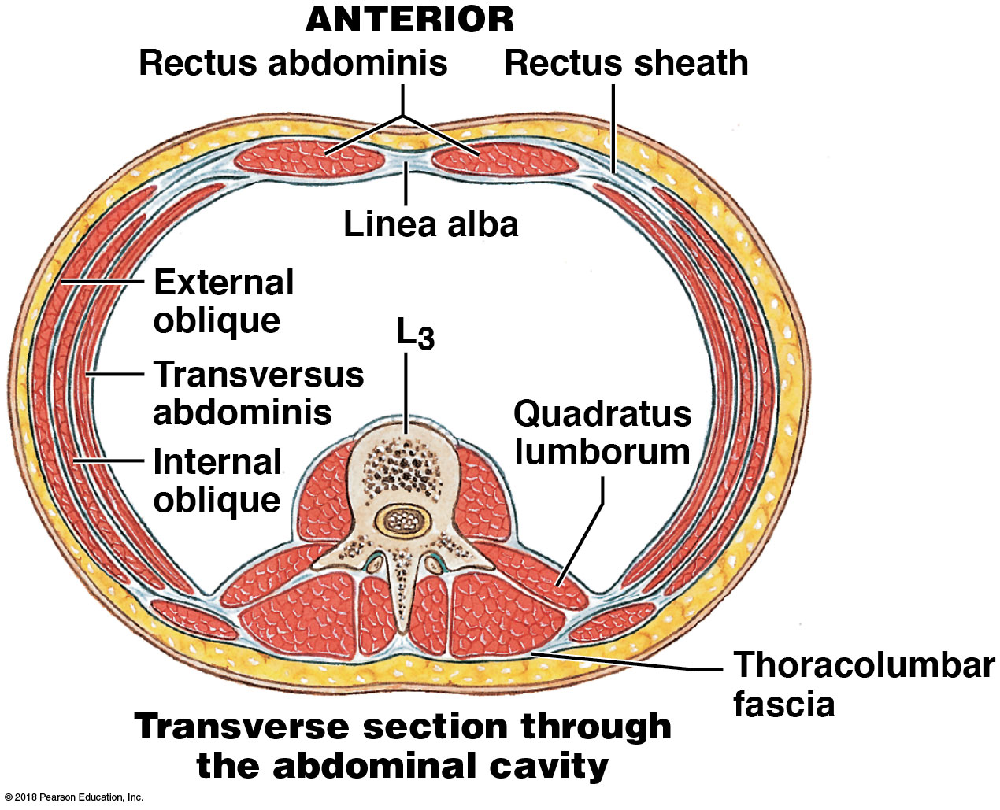 ANTERIOR
Rectus abdominis
Rectus sheath
Linea alba
External
oblique
L3
Transversus
abdominis
Quadratus
lumborum
Internal
oblique
Thoracolumbar
fascia
Transverse section through
the abdominal cavity
© 2018 Pearson Education, Inc.